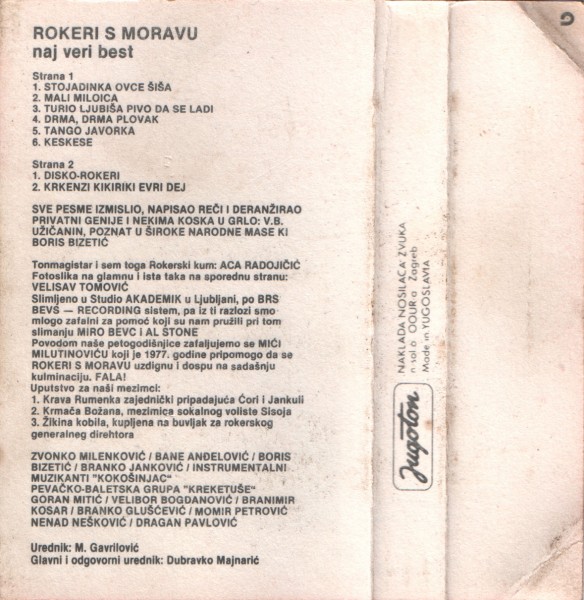 ROKERI S MORAVU
naj veri best
Strana 1
1. STOJADINKA OVCE ŠIŠA
2. MALI MILOICA
3. TURIO LJUBIŠA PIVO DA SE LADI
4. DRMA, DRMA PLOVAK
5. TANGO JAVORKA
6. KESKESE
Strana 2
1. DISKO-ROKERI
2. KRKENZI KIKIRIKI EVRI DEJ
SVE PESME IZMISLIO, NAPISAO REČI I DERANŽIRAO
PRIVATNI GENIJE I NEKIMA KOSKA U GRLO: V.B.
UŽIČANIN, POZNAT U ŠIROKE NARODNE MASE KI
BORIS BIZETIĆ
Tonmagistar i sem toga Rokerski kum: ACA RADOJIČIĆ
Fotoslika na glamnu i ista taka na sporednu stranu:
VELISAV TOMOVIĆ
Slimljeno u Studio AKADEMIK u Ljubljani, po BRS
BEVŠ — RECORDING sistem, pa iz ti razlozi smo
mlogo zafalni za pomoć koji su nam pružili pri tom
slimanju MIRO BEVC I AL STONE
Povodom naše petogodišnjice zafaljujemo se MIĆI
MILUTINOVIĆU koji je 1977. godine pripomogo da se
ROKERI S MORAVU uzdignu i dospu na sadašnju
kulminaciju. FALA!
Uputstvo za naši mezimci:
1. Krava Rumenka zajednički pripadajuća Ćori i Jankuli
2. Krmača Božana, mezimica sokalnog voliste Sisoja
3. Žikina kobila, kupljena na buvljak za rokerskog
generalneg direhtora
ZVONKO MILENKOVIĆ / BANE ANĐELOVIĆ / BORIS
BIZETIĆ / BRANKO JANKOVIĆ / INSTRUMENTALNI
MUZIKANTI "KOKOŠINJAC"
PEVAČKO-BALETSKA GRUPA "KREKETUŠE"
GORAN MITIĆ / VELIBOR BOGDANOVIĆ / BRANIMIR
KOSAR / BRANKO GLUŠČEVIĆ / MOMIR PETROVIĆ
NENAD NEŠKOVIĆ / DRAGAN PAVLOVIĆ
Urednik: M. Gavrilović
Glavni i odgovorni urednik: Dubravko Majnarić
NAKLADA NOSILACA ZVUKA
n. sol. o. OOUR o. Zagreb
Made in YUGOSLAVIA
Jugoton